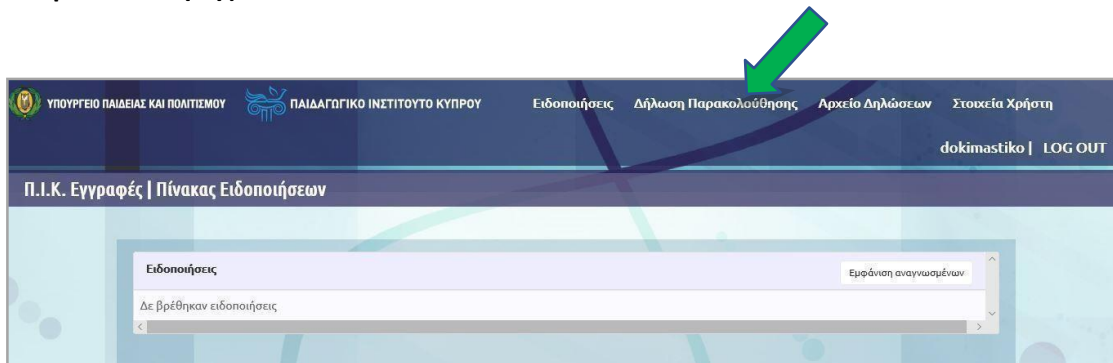 ΥΠΟΥΡΓΕΙΟ ΠΑΙΔΕΙΑΣ ΚΑΙ ΠΟΛΙΤΙΣΜΟΥ ΠΑΙΔΑΓΩΓΙΚΟ ΙΝΣΤΙΤΟΥΤΟ ΚΥΠΡΟΥ Ειδοποιήσεις Δήλωση Παρακολούθησης Αρχείο Δηλώσεων Στοιχεία Χρήστη
dokimastiko | LOG OUT
Π.Ι.Κ. Εγγραφές | Πίνακας Ειδοποιήσεων
Ειδοποιήσεις Εμφάνιση αναγνωσμένων
Δε βρέθηκαν ειδοποιήσεις